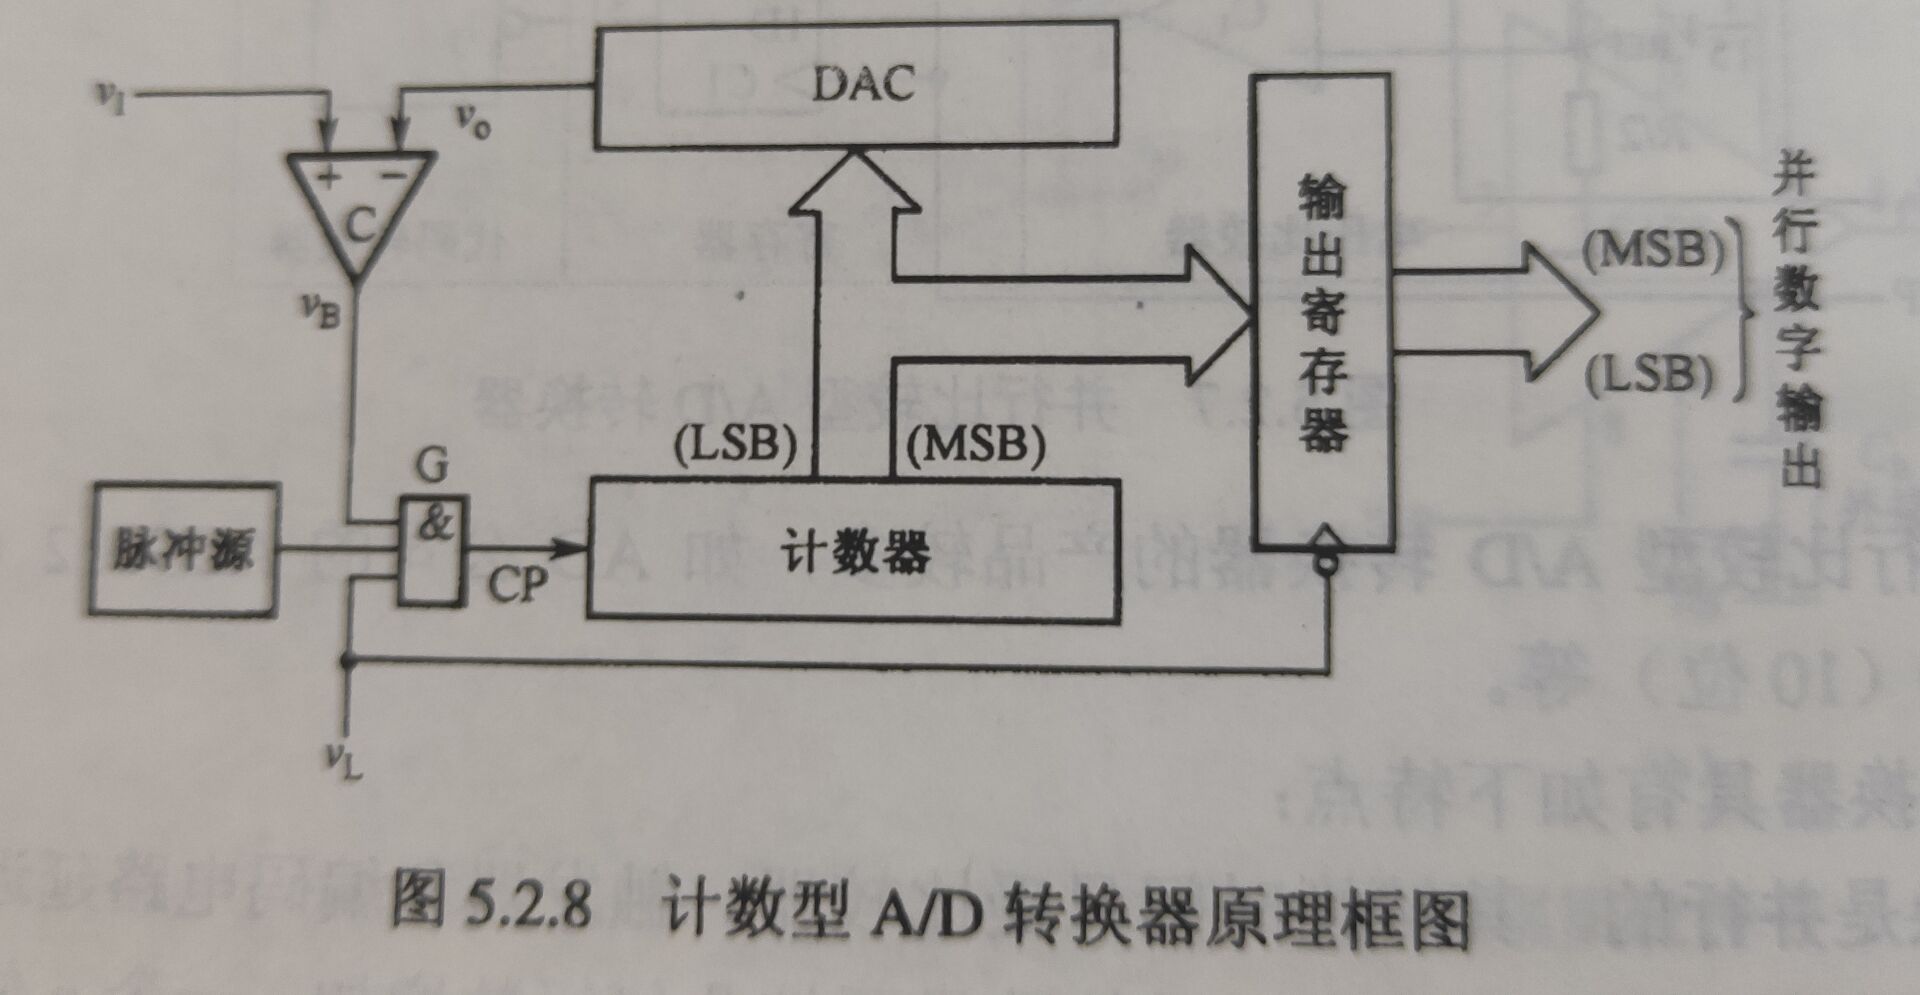 DAC
v_I
v_o
+ −
C
v_B
输出寄存器
(MSB)
(LSB)
并行数字输出
(LSB) (MSB)
G
&
脉冲源
CP
计数器
v_L
图 5.2.8 计数型 A/D 转换器原理框图